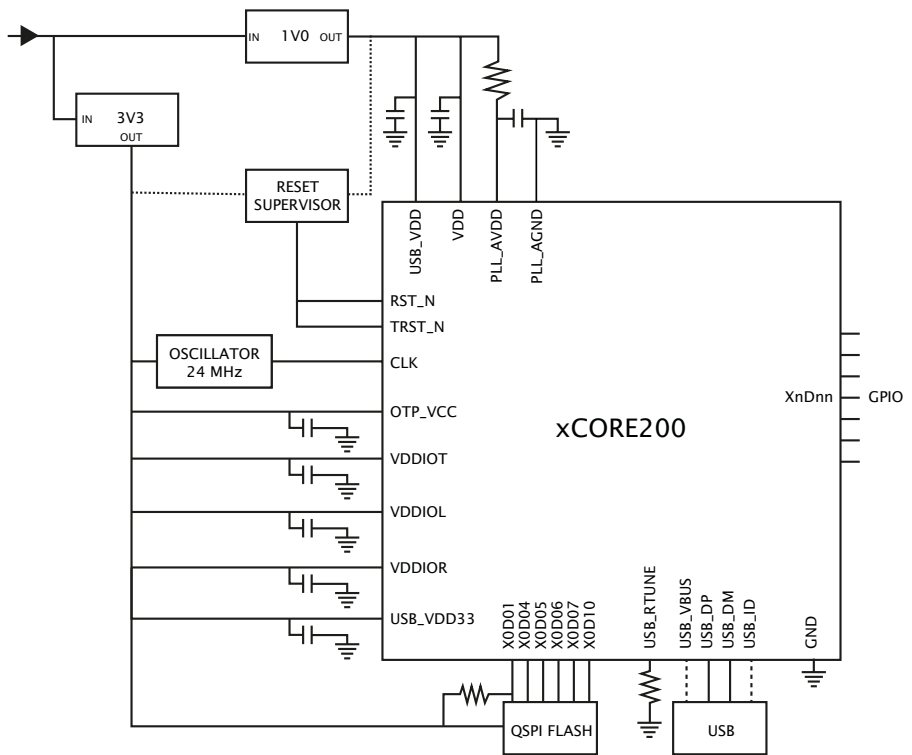 IN 1V0 OUT
IN 3V3
OUT
RESET
SUPERVISOR
USB_VDD
VDD
PLL_AVDD
PLL_AGND
RST_N
TRST_N
OSCILLATOR
24 MHz
CLK
OTP_VCC
VDDIOT
VDDIOL
VDDIOR
USB_VDD33
xCORE200
XnDnn GPIO
X0D01
X0D04
X0D05
X0D06
X0D07
X0D10
USB_RTUNE
USB_VBUS
USB_DP
USB_DM
USB_ID
GND
QSPI FLASH
USB